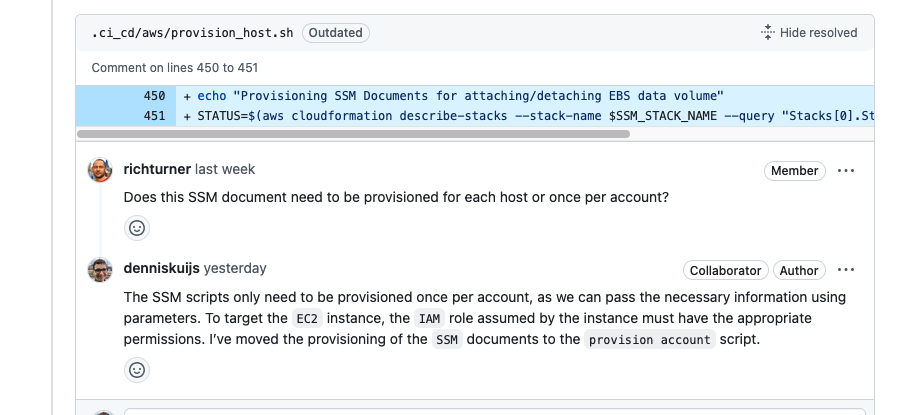 .ci_cd/aws/provision_host.sh Outdated Hide resolved
Comment on lines 450 to 451
450 + echo "Provisioning SSM Documents for attaching/detaching EBS data volume"
451 + STATUS=$(aws cloudformation describe-stacks --stack-name $SSM_STACK_NAME --query "Stacks[0].St
richturner last week Member
Does this SSM document need to be provisioned for each host or once per account?
denniskuijs yesterday Collaborator Author
The SSM scripts only need to be provisioned once per account, as we can pass the necessary information using
parameters. To target the EC2 instance, the IAM role assumed by the instance must have the appropriate
permissions. I've moved the provisioning of the SSM documents to the provision account script.